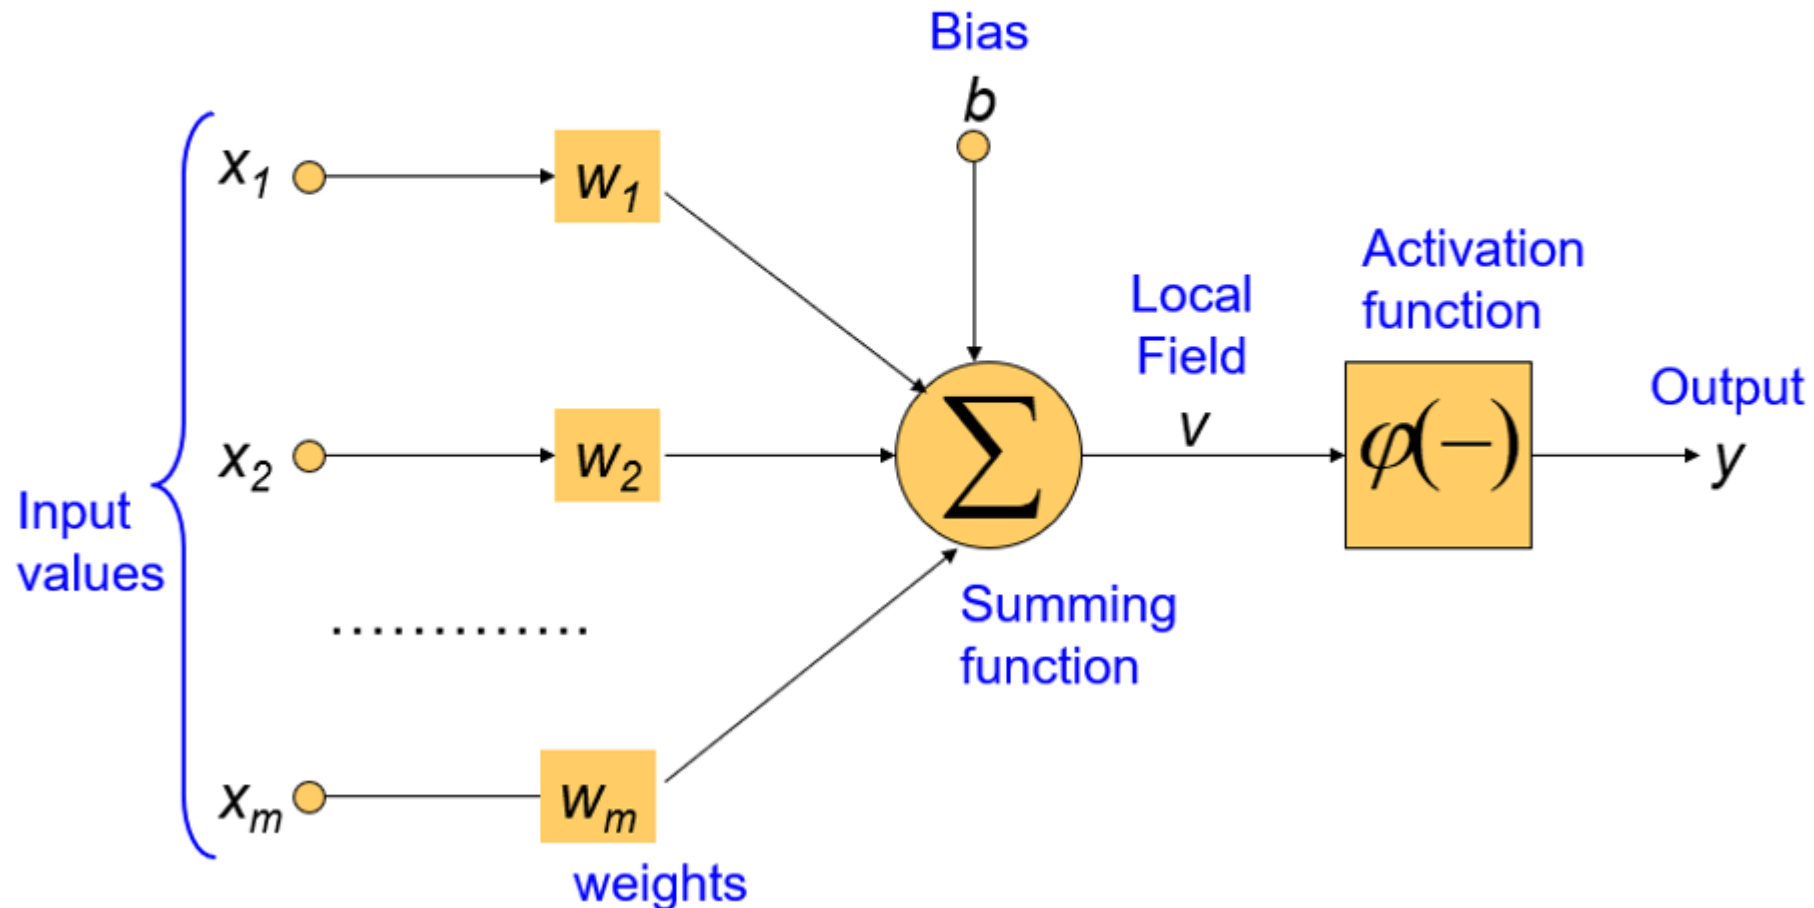 Bias
b
x₁
w₁
Activation
function
Local
Field
v
Σ
φ(−)
Output
y
x₂
w₂
Input
values
.............
Summing
function
xₘ
wₘ
weights